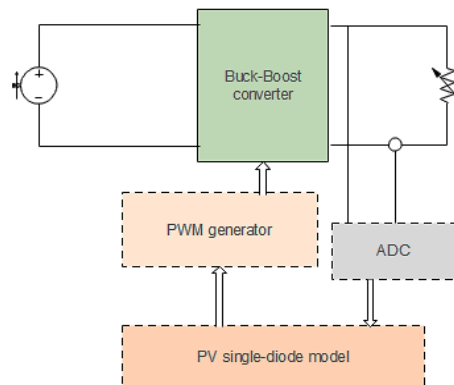 Buck-Boost
converter
PWM generator
ADC
PV single-diode model